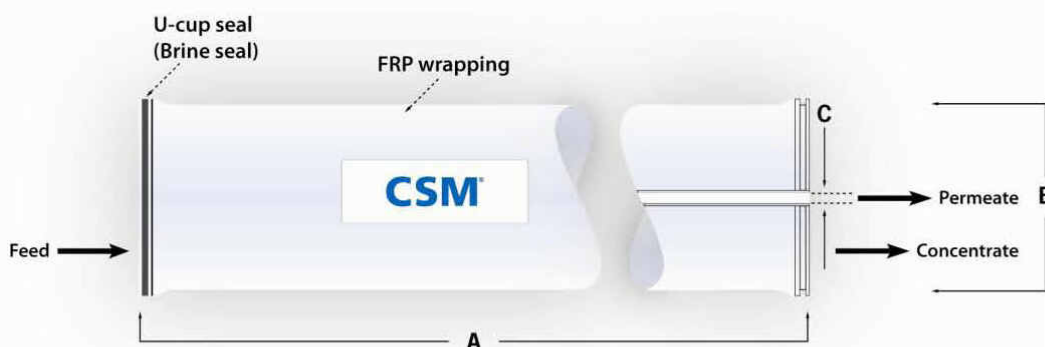 U-cup seal
(Brine seal)
FRP wrapping
C
CSM®
Permeate
B
Feed
Concentrate
A